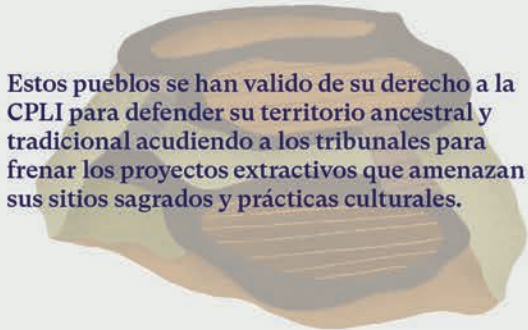 Estos pueblos se han valido de su derecho a la
CPLI para defender su territorio ancestral y
tradicional acudiendo a los tribunales para
frenar los proyectos extractivos que amenazan
sus sitios sagrados y prácticas culturales.